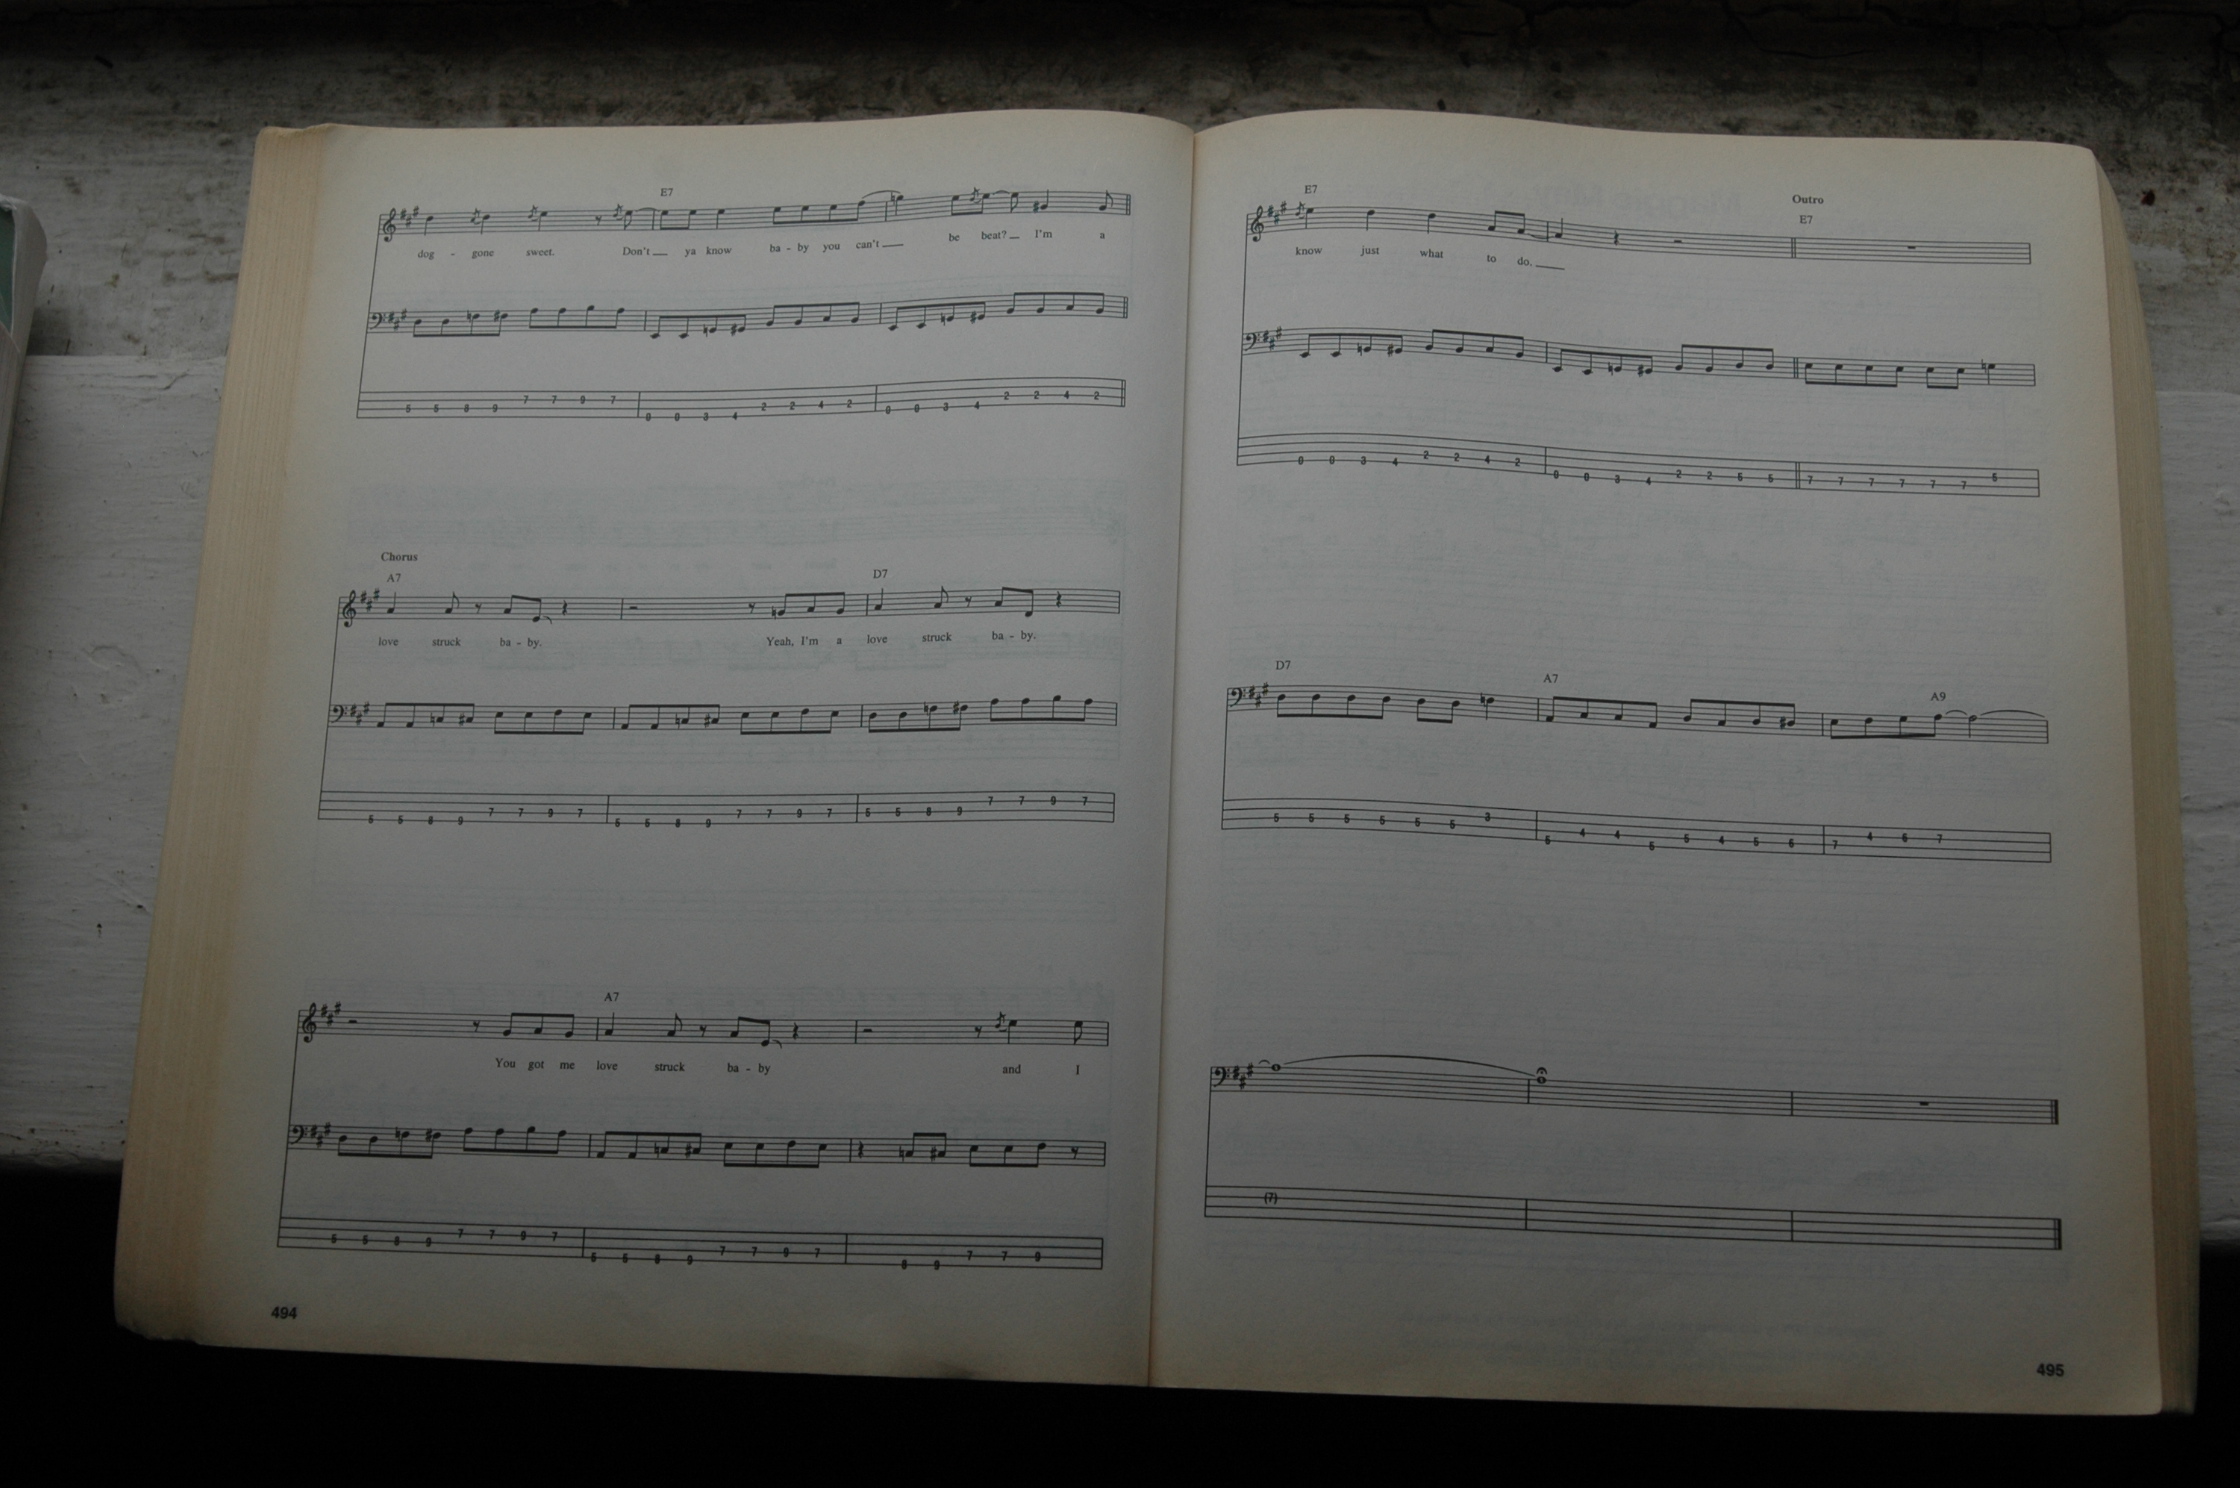 E7
dog - gone sweet. Don't ya know ba - by you can't be beat? I'm a
5 5 8 9 7 7 9 7 0 0 3 4 2 2 4 2 0 0 3 4 2 2 4 2
Chorus
A7 D7
love struck ba - by. Yeah, I'm a love struck ba - by.
5 5 8 9 7 7 9 7 5 5 8 9 7 7 9 7 5 5 8 9 7 7 9 7
A7
You got me love struck ba - by and I
5 5 8 9 7 7 9 7 5 5 8 9 7 7 9 7 8 9 7 7 9
494
E7 Outro
E7
know just what to do.
0 0 3 4 2 2 4 2 0 0 3 4 2 2 5 5 7 7 7 7 7 7 5
D7 A7 A9
5 5 5 5 5 5 3 5 4 4 5 5 4 5 6 7 4 6 7
(7)
495